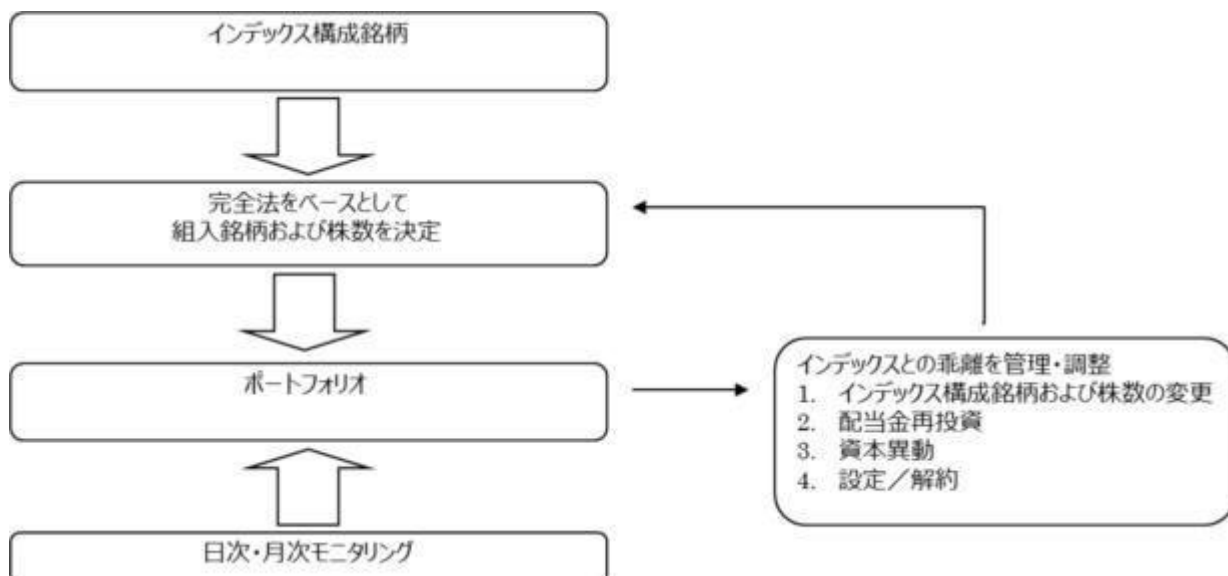 インデックス構成銘柄
完全法をベースとして
組入銘柄および株数を決定
ポートフォリオ
インデックスとの乖離を管理・調整
1. インデックス構成銘柄および株数の変更
2. 配当金再投資
3. 資本異動
4. 設定／解約
日次・月次モニタリング